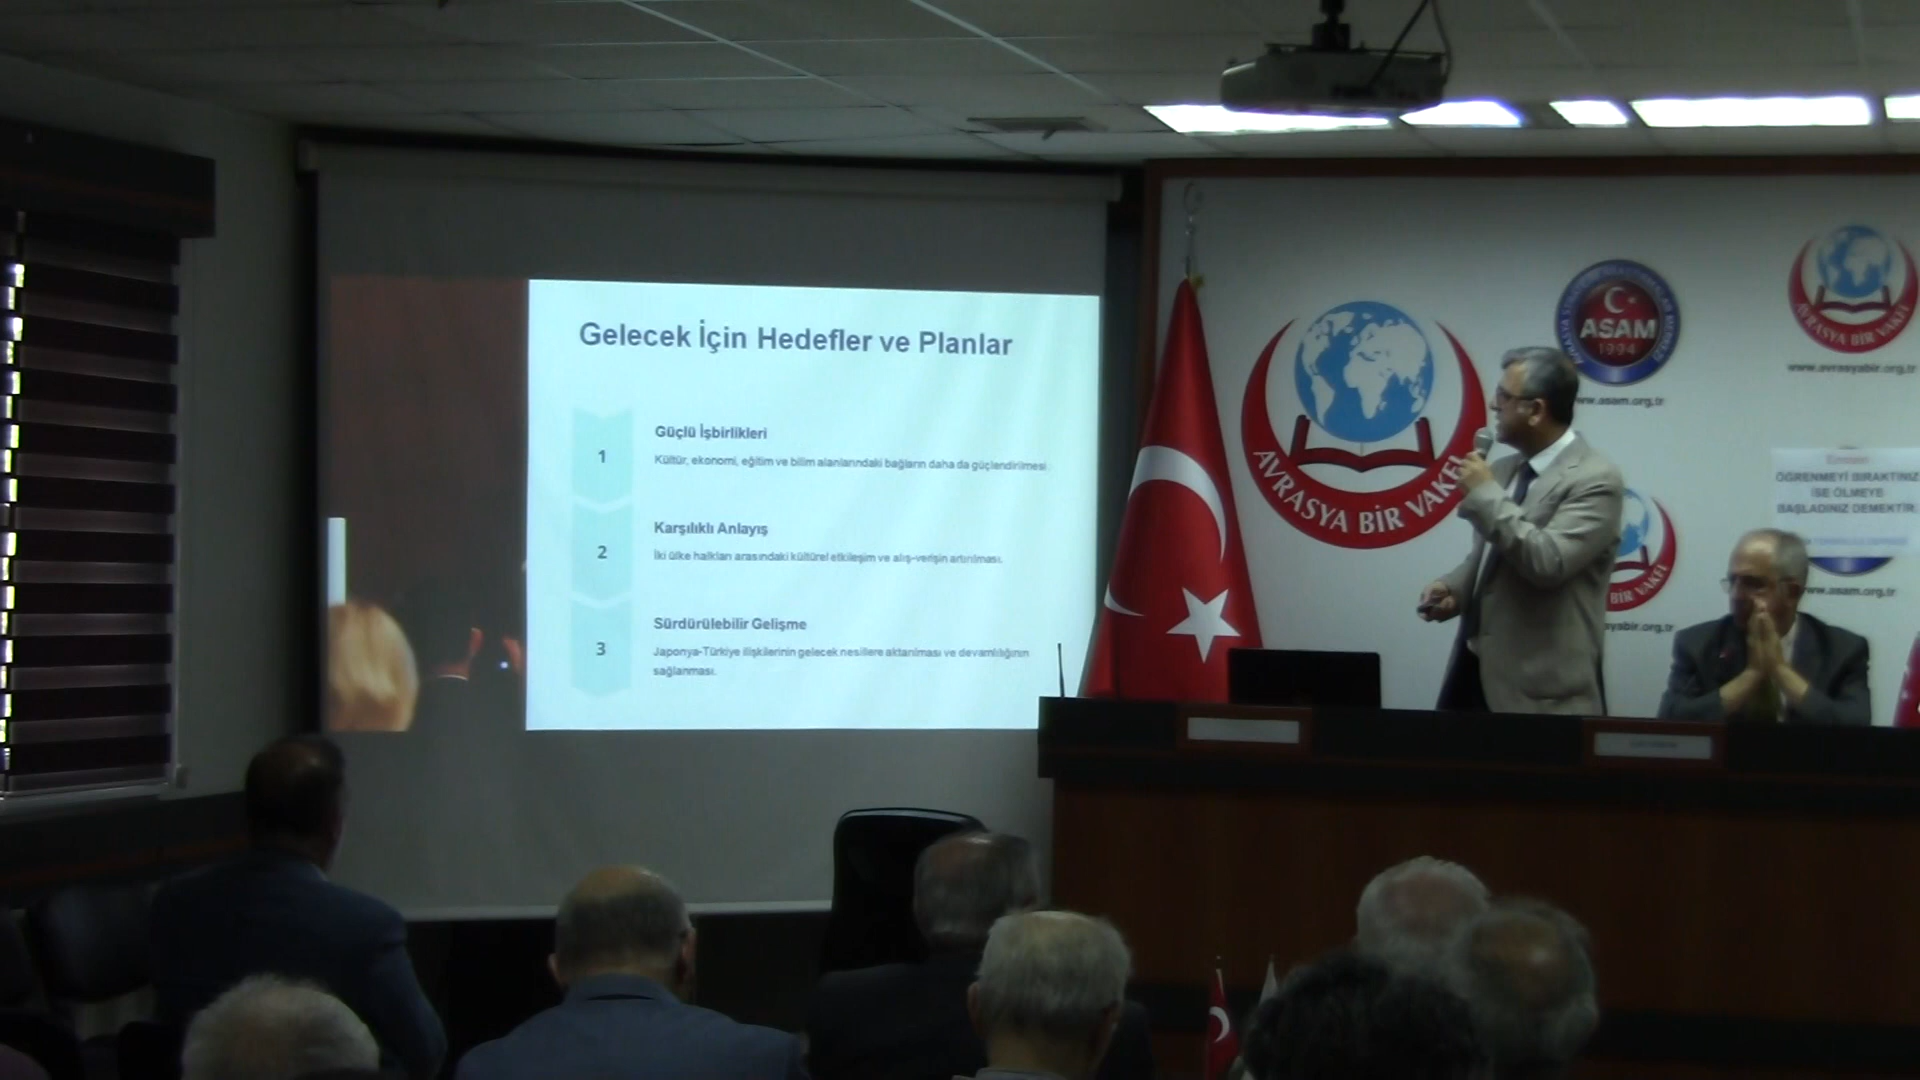 Gelecek İçin Hedefler ve Planlar
1
Güçlü İşbirlikleri
Kültür, ekonomi, eğitim ve bilim alanlarındaki bağların daha da güçlendirilmesi.
2
Karşılıklı Anlayış
İki ülke halkları arasındaki kültürel etkileşim ve alış-verişin artırılması.
3
Sürdürülebilir Gelişme
Japonya-Türkiye ilişkilerinin gelecek nesillere aktarılması ve devamlılığının
sağlanması.
AVRASYA BİR VAKFI
ASAM
1994
www.asam.org.tr
AVRASYA BİR VAKFI
www.avrasyabir.org.tr
ÖĞRENMEYİ BIRAKTINIZ
İSE ÖLMEYE
BAŞLADINIZ DEMEKTİR.
BİR VAKFI
www.asam.org.tr